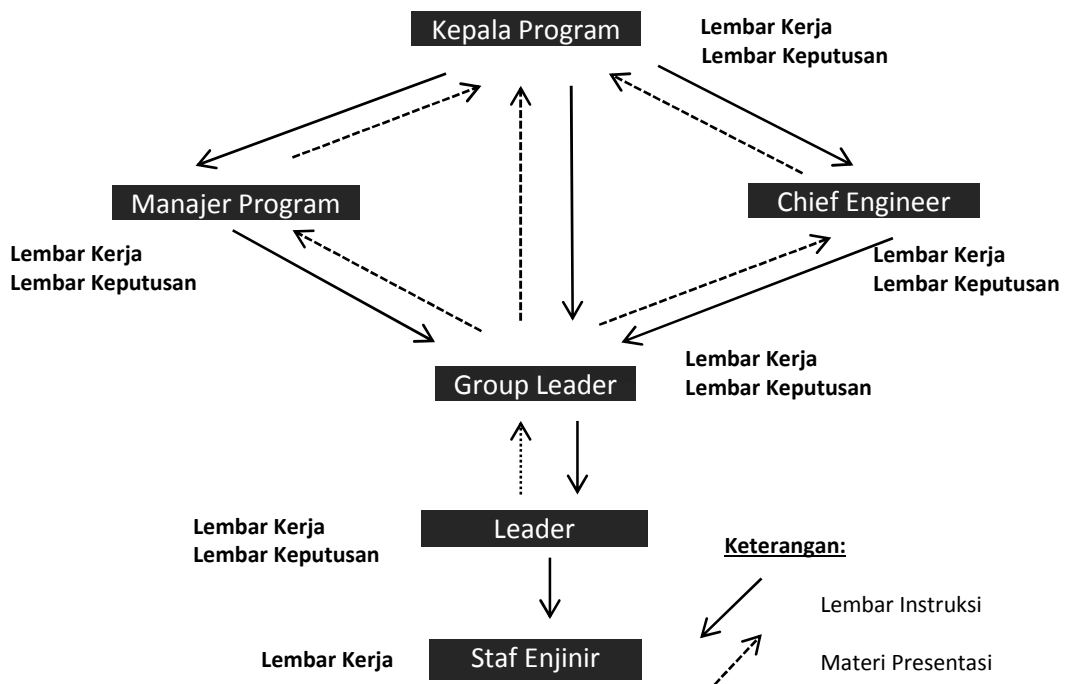 Kepala Program
Lembar Kerja
Lembar Keputusan
Manajer Program
Chief Engineer
Lembar Kerja
Lembar Keputusan
Lembar Kerja
Lembar Keputusan
Group Leader
Lembar Kerja
Lembar Keputusan
Lembar Kerja
Lembar Keputusan
Leader
Keterangan:
Lembar Instruksi
Lembar Kerja
Staf Enjinir
Materi Presentasi